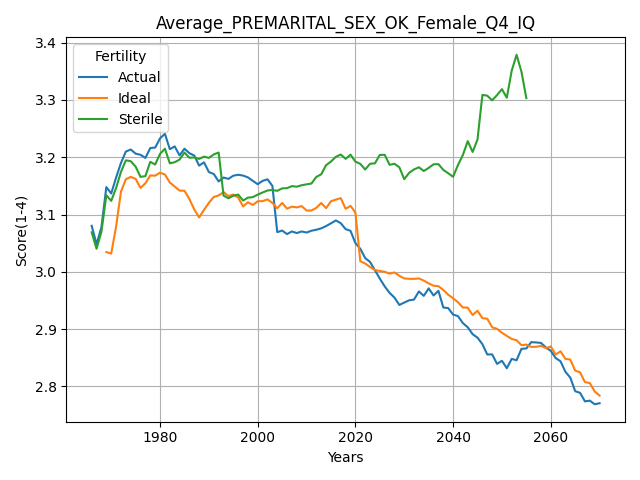 Average_PREMARITAL_SEX_OK_Female_Q4_IQ
Score(1-4)
3.4
3.3
3.2
3.1
3.0
2.9
2.8
Fertility
Actual
Ideal
Sterile
1980
2000
2020
2040
2060
Years